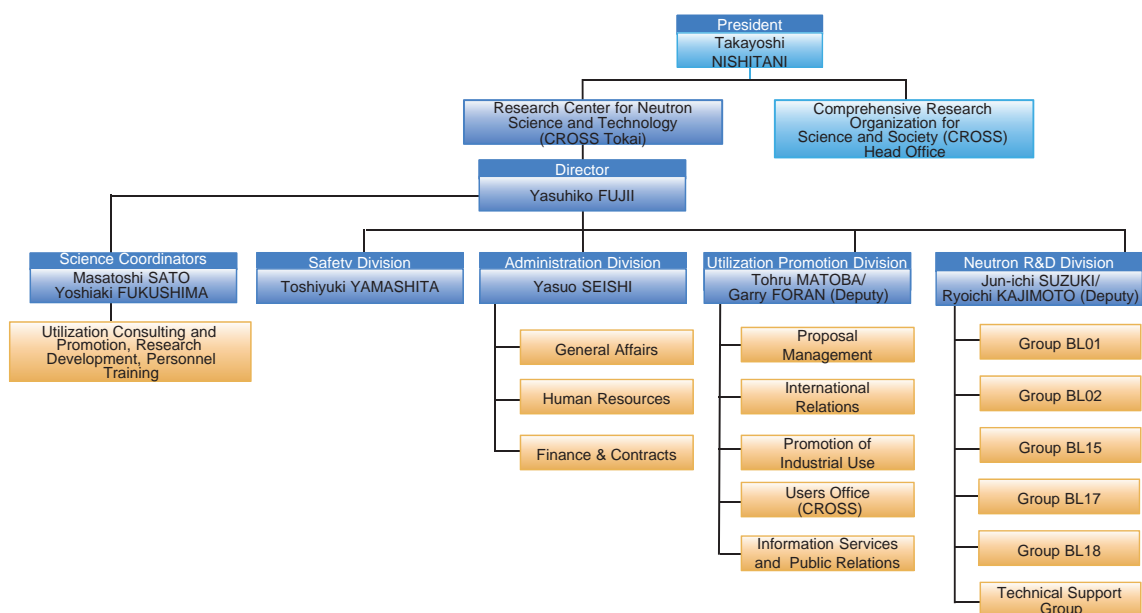 President
Takayoshi
NISHITANI
Research Center for Neutron
Science and Technology
(CROSS Tokai)
Comprehensive Research
Organization for
Science and Society (CROSS)
Head Office
Director
Yasuhiko FUJII
Science Coordinators
Masatoshi SATO
Yoshiaki FUKUSHIMA
Utilization Consulting and
Promotion, Research
Development, Personnel
Training
Safety Division
Toshiyuki YAMASHITA
Administration Division
Yasuo SEISHI
General Affairs
Human Resources
Finance & Contracts
Utilization Promotion Division
Tohru MATOBA/
Garry FORAN (Deputy)
Proposal
Management
International
Relations
Promotion of
Industrial Use
Users Office
(CROSS)
Information Services
and Public Relations
Neutron R&D Division
Jun-ichi SUZUKI/
Ryoichi KAJIMOTO (Deputy)
Group BL01
Group BL02
Group BL15
Group BL17
Group BL18
Technical Support
Group